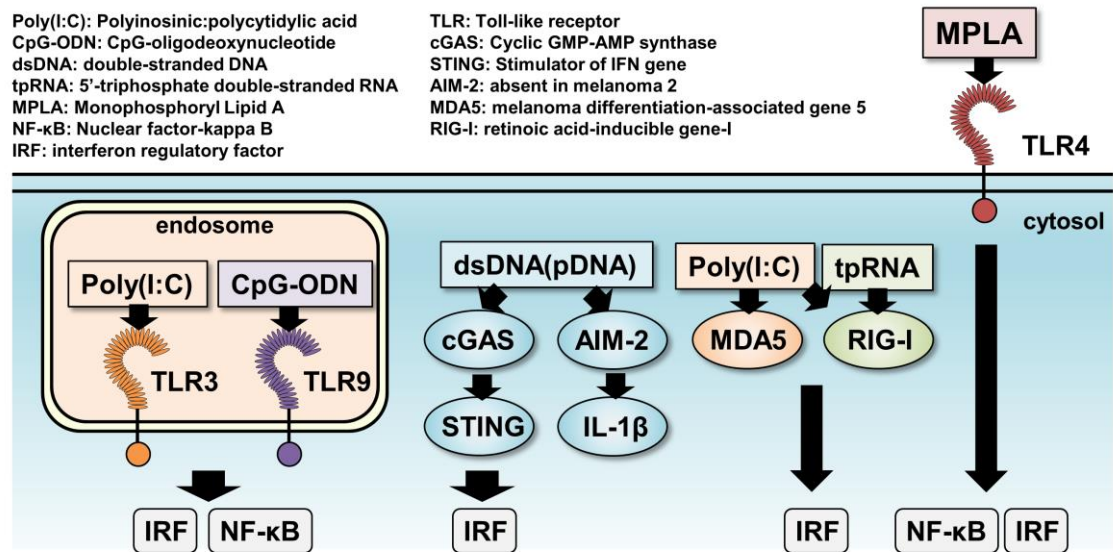 Poly(I:C): Polyinosinic:polycytidylic acid
CpG-ODN: CpG-oligodeoxynucleotide
dsDNA: double-stranded DNA
tpRNA: 5’-triphosphate double-stranded RNA
MPLA: Monophosphoryl Lipid A
NF-κB: Nuclear factor-kappa B
IRF: interferon regulatory factor
TLR: Toll-like receptor
cGAS: Cyclic GMP-AMP synthase
STING: Stimulator of IFN gene
AIM-2: absent in melanoma 2
MDA5: melanoma differentiation-associated gene 5
RIG-I: retinoic acid-inducible gene-I
MPLA
TLR4
cytosol
endosome
Poly(I:C)
CpG-ODN
TLR3
TLR9
dsDNA(pDNA)
cGAS
AIM-2
STING
IL-1β
Poly(I:C)
tpRNA
MDA5
RIG-I
IRF
NF-κB
IRF
IRF
NF-κB
IRF